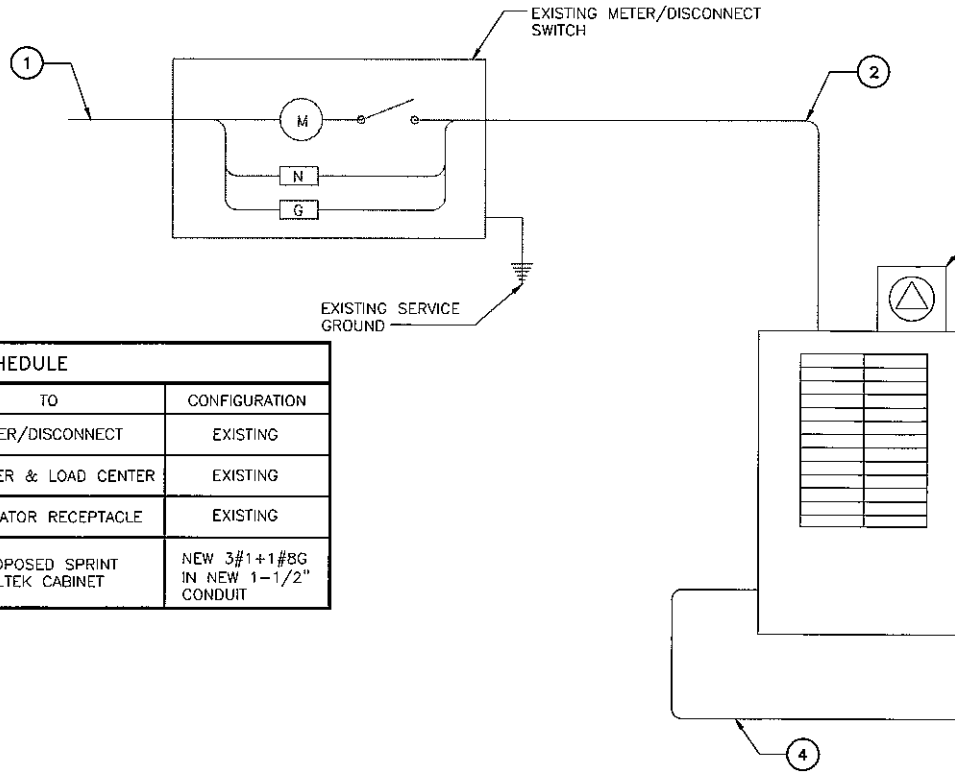 EXISTING METER/DISCONNECT
SWITCH
1
2
M
N
G
EXISTING SERVICE
GROUND
HEDULE
TO
CONFIGURATION
ER/DISCONNECT
EXISTING
ER & LOAD CENTER
EXISTING
ATOR RECEPTACLE
EXISTING
OPOSED SPRINT
LTEK CABINET
NEW 3#1+1#8G
IN NEW 1-1/2"
CONDUIT
4